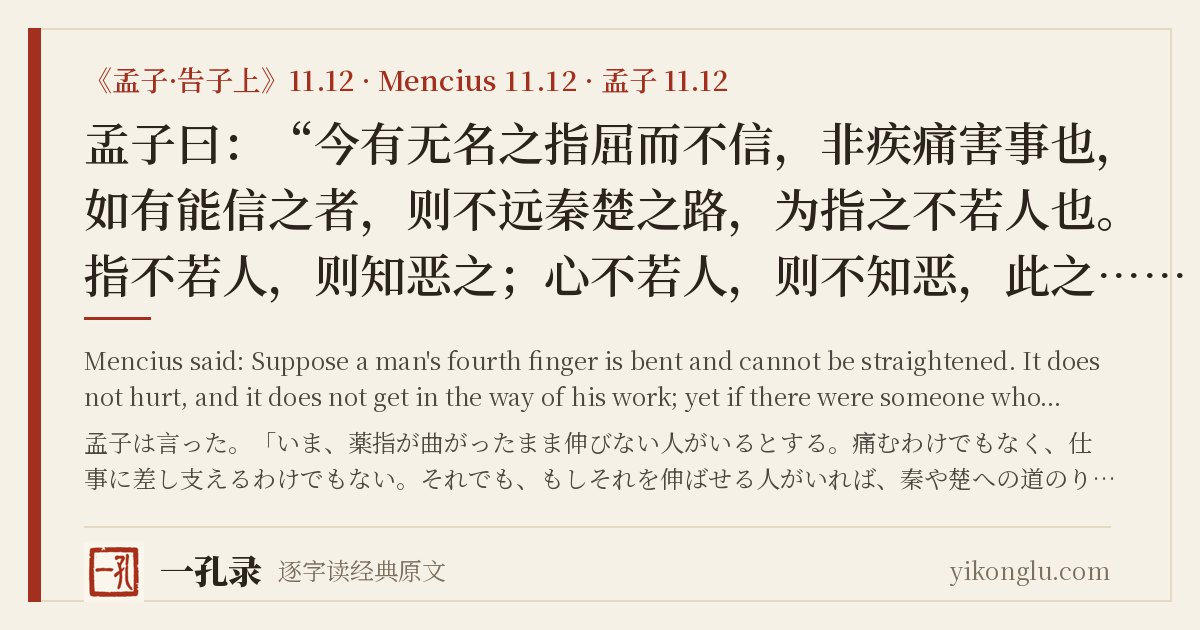 《孟子·告子上》11.12 · Mencius 11.12 · 孟子 11.12
孟子曰：“今有无名之指屈而不信，非疾痛害事也，
如有能信之者，则不远秦楚之路，为指之不若人也。
指不若人，则知恶之；心不若人，则不知恶，此之……
Mencius said: Suppose a man's fourth finger is bent and cannot be straightened. It does
not hurt, and it does not get in the way of his work; yet if there were someone who...
孟子は言った。「いま、薬指が曲がったまま伸びない人がいるとする。痛むわけでもなく、仕
事に差し支えるわけでもない。それでも、もしそれを伸ばせる人がいれば、秦や楚への道のり…
一孔
一孔录 逐字读经典原文 yikonglu.com